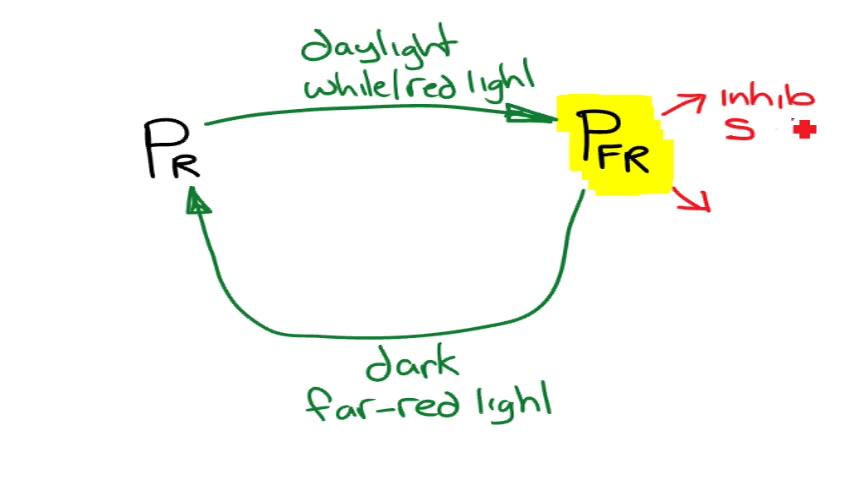 daylight
while/red light
PR
PFR
inhib
S
dark
far-red light